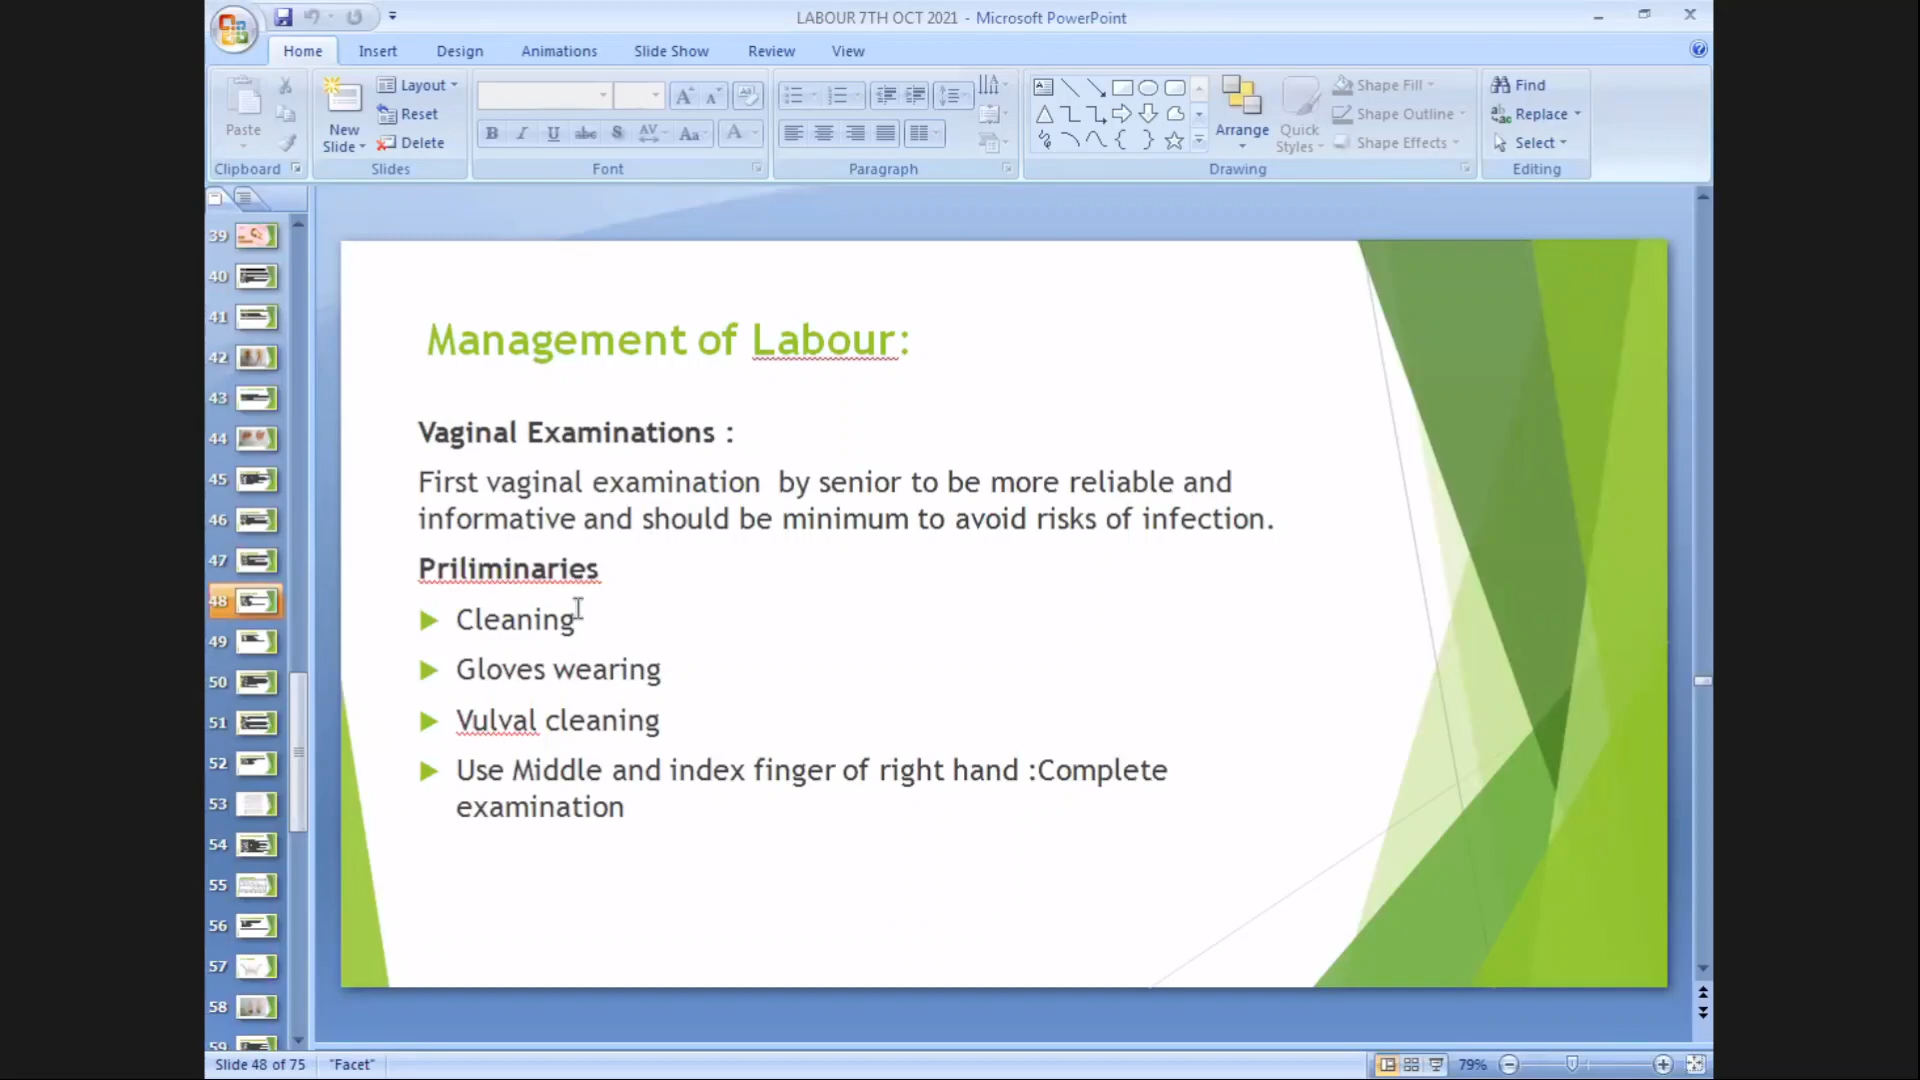 LABOUR 7TH OCT 2021 - Microsoft PowerPoint
Home Insert Design Animations Slide Show Review View
Paste
Clipboard
New Slide
Layout
Reset
Delete
Slides
B I U abc S AV Aa A
Font
Paragraph
Arrange
Quick Styles
Shape Fill
Shape Outline
Shape Effects
Drawing
Find
Replace
Select
Editing
39
40
41
42
43
44
45
46
47
48
49
50
51
52
53
54
55
56
57
58
59
Management of Labour:
Vaginal Examinations :
First vaginal examination by senior to be more reliable and
informative and should be minimum to avoid risks of infection.
Priliminaries
Cleaning
Gloves wearing
Vulval cleaning
Use Middle and index finger of right hand :Complete
examination
Slide 48 of 75 "Facet" 79%